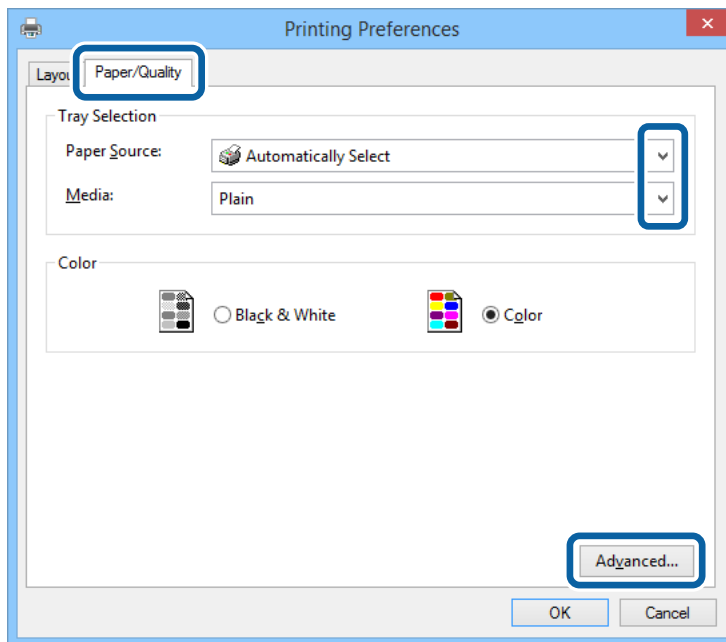 Printing Preferences
Layou Paper/Quality
Tray Selection
Paper Source: Automatically Select
Media: Plain
Color
Black & White Color
Advanced...
OK Cancel